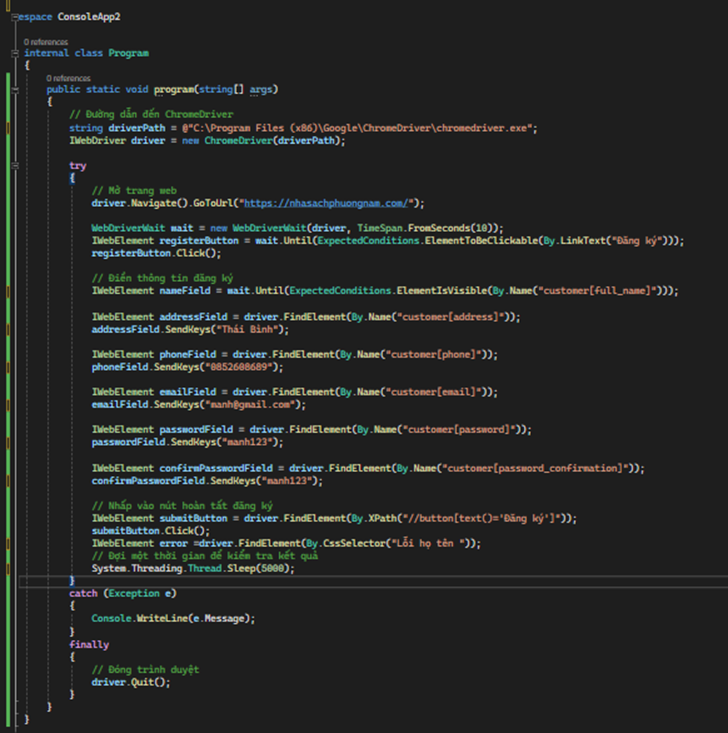 espace ConsoleApp2
0 references
internal class Program
{
0 references
public static void program(string[] args)
{
// Đường dẫn đến ChromeDriver
string driverPath = @"C:\Program Files (x86)\Google\ChromeDriver\chromedriver.exe";
IWebDriver driver = new ChromeDriver(driverPath);
try
{
// Mở trang web
driver.Navigate().GoToUrl("https://nhasachphuongnam.com/");
WebDriverWait wait = new WebDriverWait(driver, TimeSpan.FromSeconds(10));
IWebElement registerButton = wait.Until(ExpectedConditions.ElementToBeClickable(By.LinkText("Đăng ký")));
registerButton.Click();
// Điền thông tin đăng ký
IWebElement nameField = wait.Until(ExpectedConditions.ElementIsVisible(By.Name("customer[full_name]")));
IWebElement addressField = driver.FindElement(By.Name("customer[address]"));
addressField.SendKeys("Thái Bình");
IWebElement phoneField = driver.FindElement(By.Name("customer[phone]"));
phoneField.SendKeys("0852608689");
IWebElement emailField = driver.FindElement(By.Name("customer[email]"));
emailField.SendKeys("manh@gmail.com");
IWebElement passwordField = driver.FindElement(By.Name("customer[password]"));
passwordField.SendKeys("manh123");
IWebElement confirmPasswordField = driver.FindElement(By.Name("customer[password_confirmation]"));
confirmPasswordField.SendKeys("manh123");
// Nhấp vào nút hoàn tất đăng ký
IWebElement submitButton = driver.FindElement(By.XPath("//button[text()='Đăng ký']"));
submitButton.Click();
IWebElement error =driver.FindElement(By.CssSelector("Lỗi họ tên "));
// Đợi một thời gian để kiểm tra kết quả
System.Threading.Thread.Sleep(5000);
}
catch (Exception e)
{
Console.WriteLine(e.Message);
}
finally
{
// Đóng trình duyệt
driver.Quit();
}
}
}